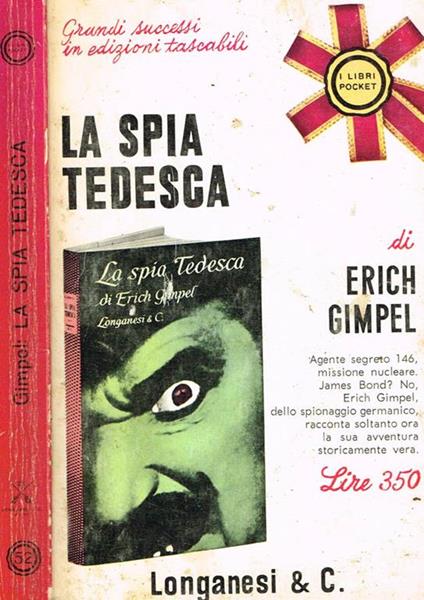 Grandi successi
in edizioni tascabili
I LIBRI
POCKET
LA SPIA
TEDESCA
di
ERICH
GIMPEL
La spia Tedesca
di Erich Gimpel
Longanesi & C.
Agente segreto 146,
missione nucleare.
James Bond? No,
Erich Gimpel,
dello spionaggio germanico,
racconta soltanto ora
la sua avventura
storicamente vera.
Lire 350
Longanesi & C.
Gimpel: LA SPIA TEDESCA
52